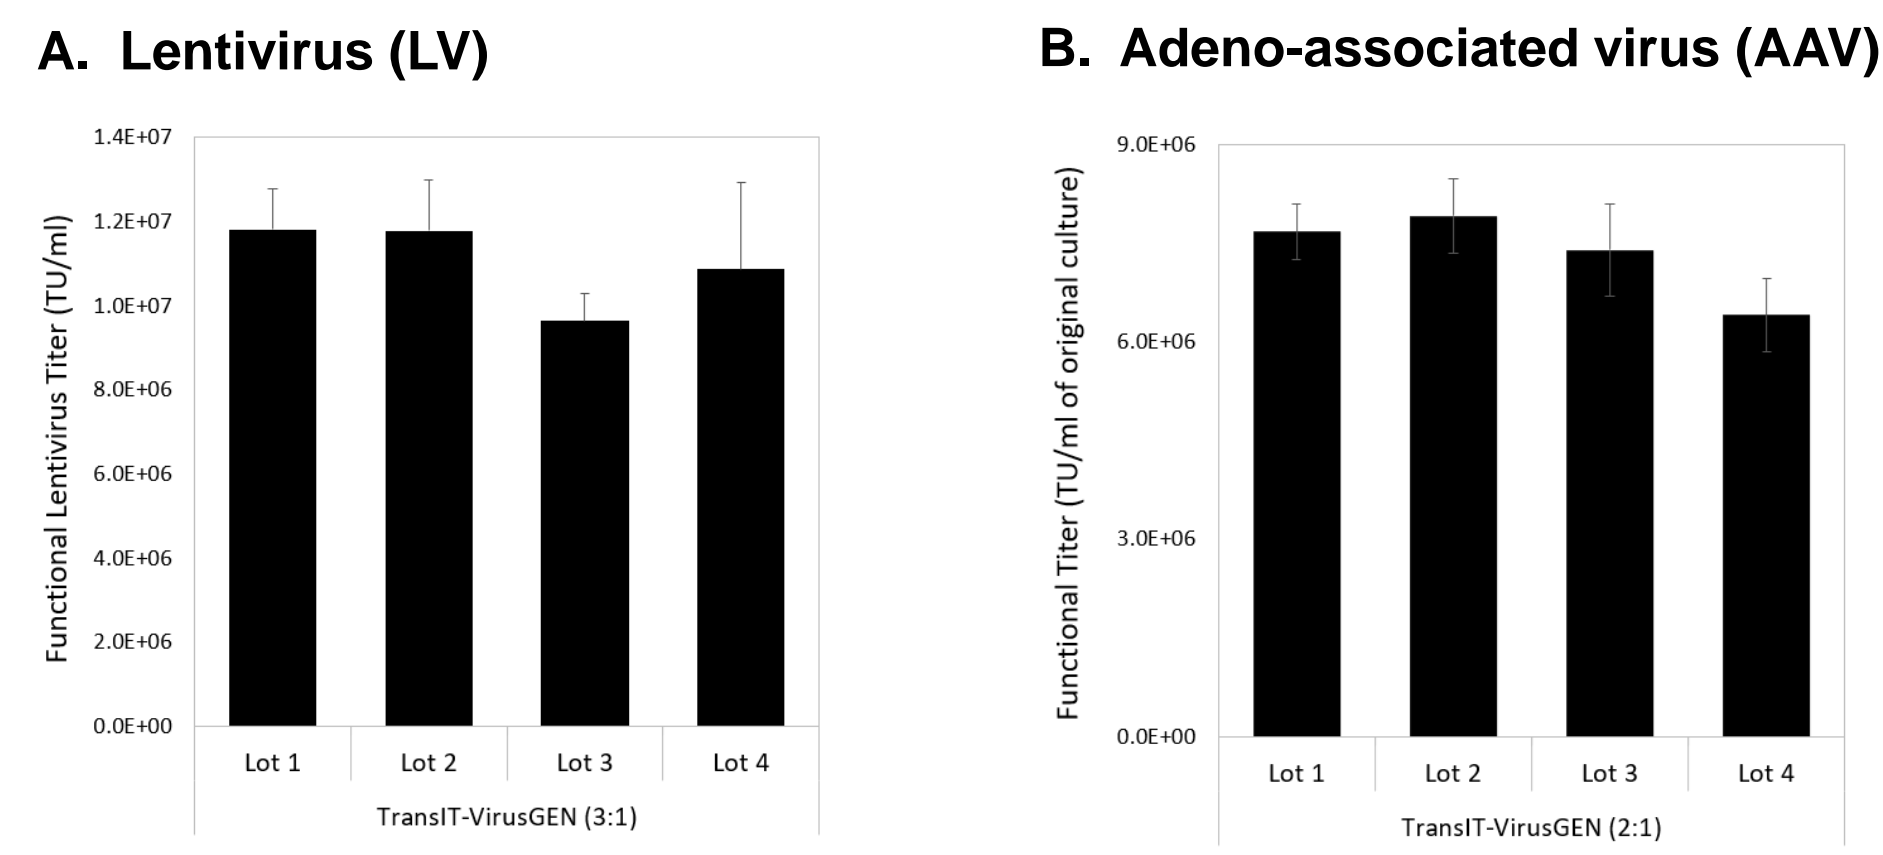 A. Lentivirus (LV)
Functional Lentivirus Titer (TU/ml)
1.4E+07
1.2E+07
1.0E+07
8.0E+06
6.0E+06
4.0E+06
2.0E+06
0.0E+00
Lot 1 Lot 2 Lot 3 Lot 4
TransIT-VirusGEN (3:1)
B. Adeno-associated virus (AAV)
Functional Titer (TU/ml of original culture)
9.0E+06
6.0E+06
3.0E+06
0.0E+00
Lot 1 Lot 2 Lot 3 Lot 4
TransIT-VirusGEN (2:1)